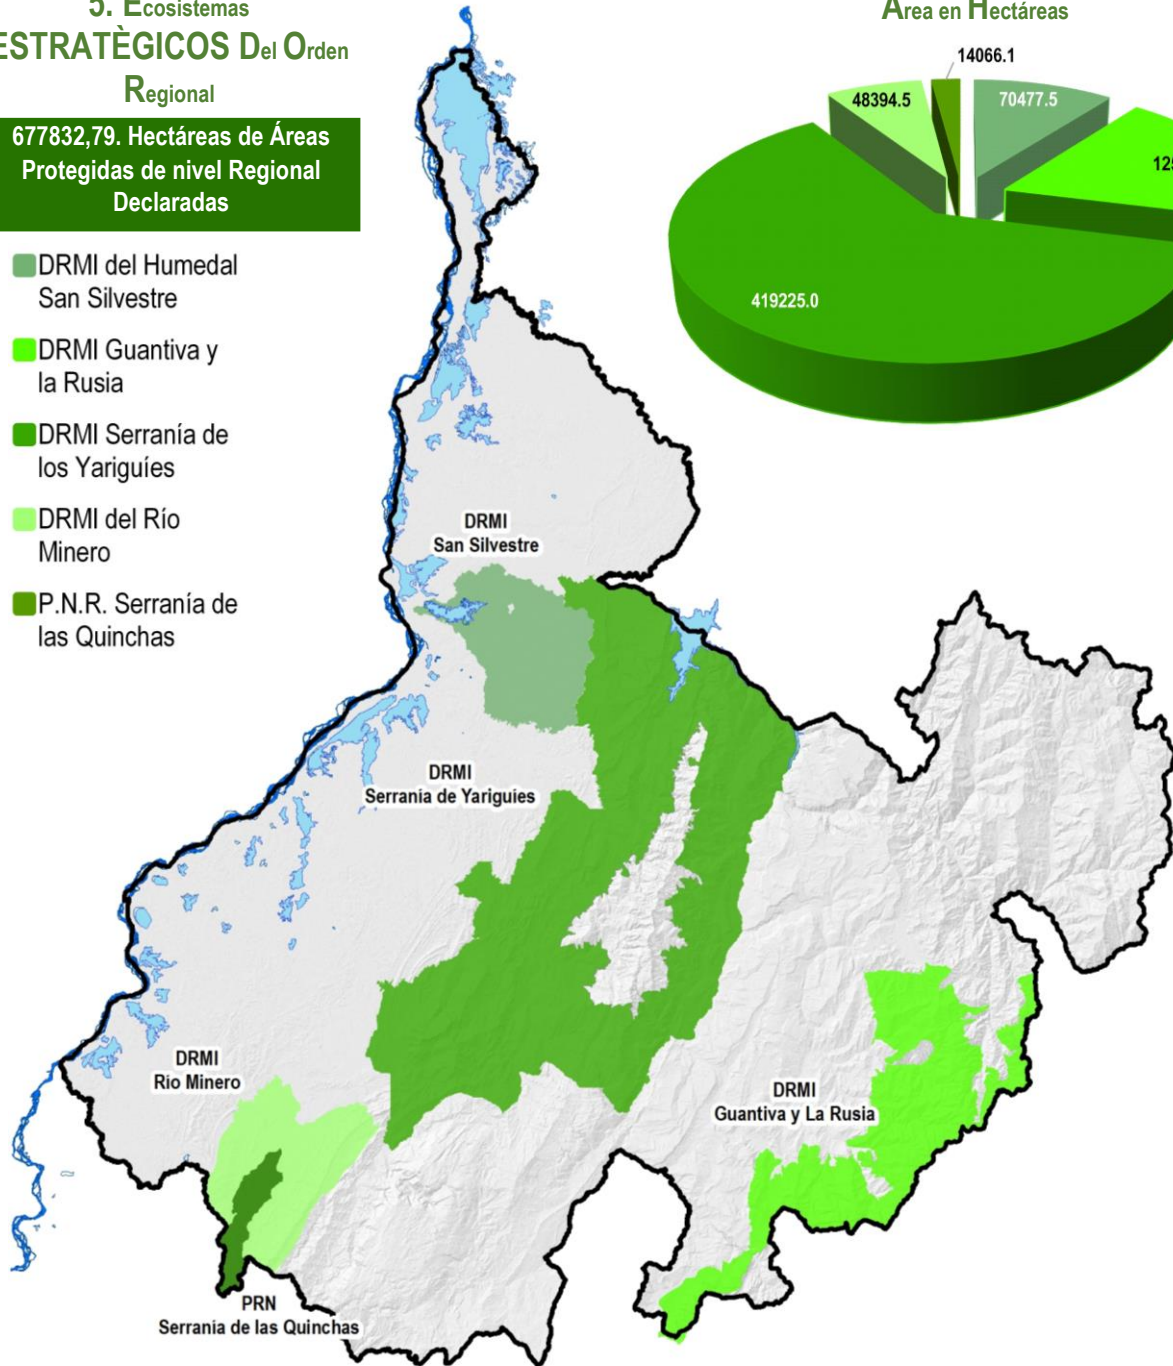 5. Ecosistemas
ESTRATÈGICOS Del Orden
Regional
677832,79. Hectáreas de Áreas
Protegidas de nivel Regional
Declaradas
DRMI del Humedal
San Silvestre
DRMI Guantiva y
la Rusia
DRMI Serranía de
los Yariguíes
DRMI del Río
Minero
P.N.R. Serranía de
las Quinchas
Area en Hectáreas
14066.1
48394.5
70477.5
125
419225.0
DRMI
San Silvestre
DRMI
Serrania de Yariguies
DRMI
Rio Minero
DRMI
Guantiva y La Rusia
PRN
Serrania de las Quinchas